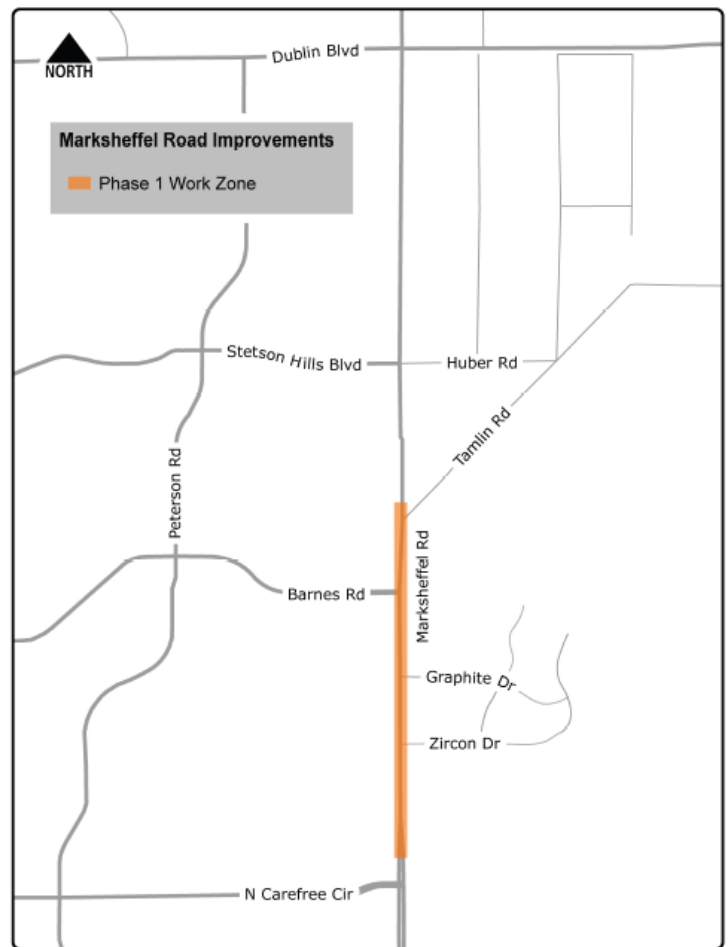 Dublin Blvd
NORTH
Marksheffel Road Improvements
Phase 1 Work Zone
Stetson Hills Blvd
Huber Rd
Tamlin Rd
Peterson Rd
Marksheffel Rd
Barnes Rd
Graphite Dr
Zircon Dr
N Carefree Cir